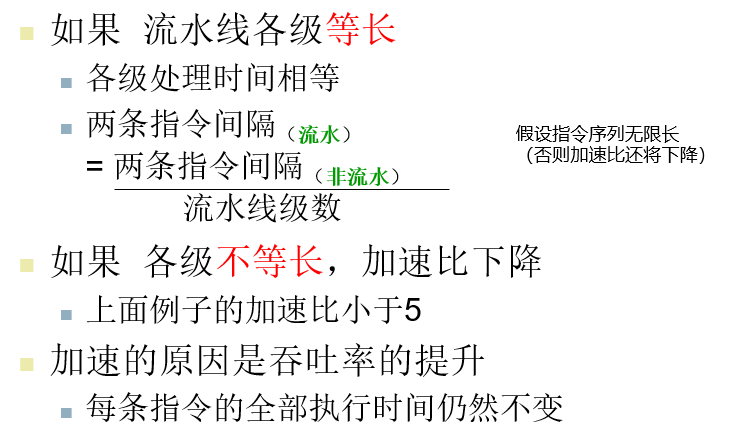 如果 流水线各级等长
各级处理时间相等
两条指令间隔（流水）
= 两条指令间隔（非流水）
流水线级数
假设指令序列无限长
（否则加速比还将下降）
如果 各级不等长，加速比下降
上面例子的加速比小于5
加速的原因是吞吐率的提升
每条指令的全部执行时间仍然不变